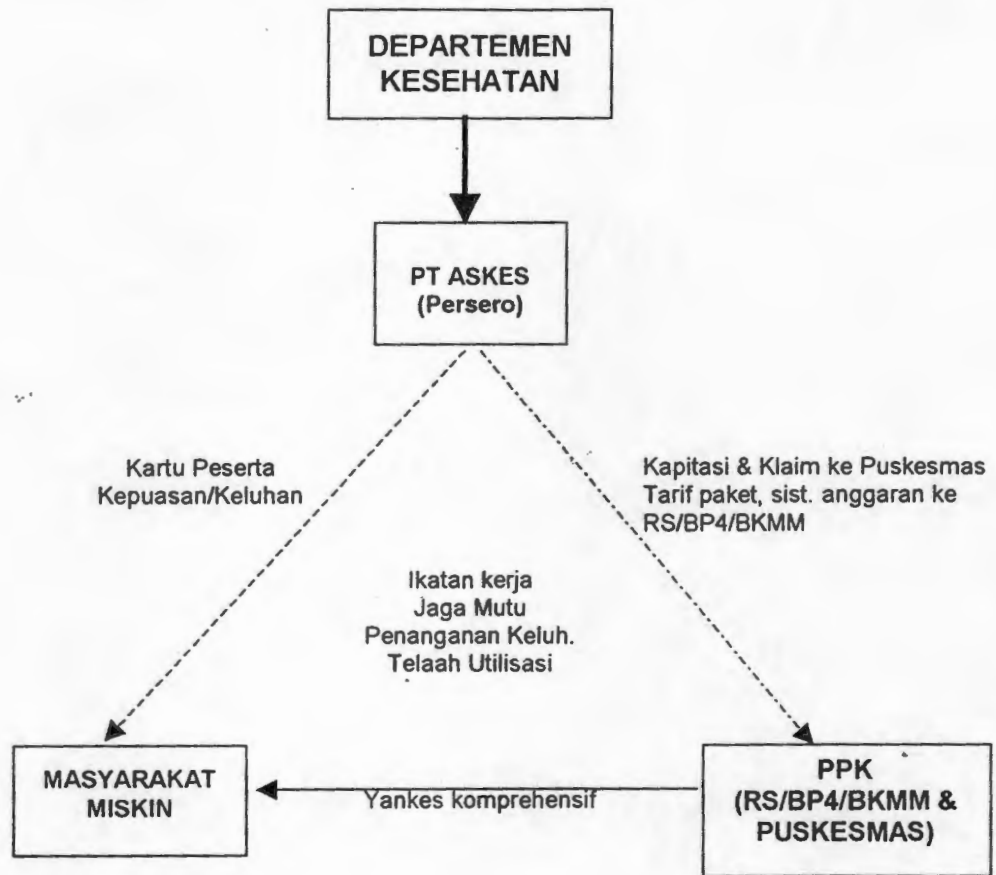 DEPARTEMEN
KESEHATAN
PT ASKES
(Persero)
Kartu Peserta
Kepuasan/Keluhan
Kapitasi & Klaim ke Puskesmas
Tarif paket, sist. anggaran ke
RS/BP4/BKMM
Ikatan kerja
Jaga Mutu
Penanganan Keluh.
Telaah Utilisasi
MASYARAKAT
MISKIN
Yankes komprehensif
PPK
(RS/BP4/BKMM &
PUSKESMAS)